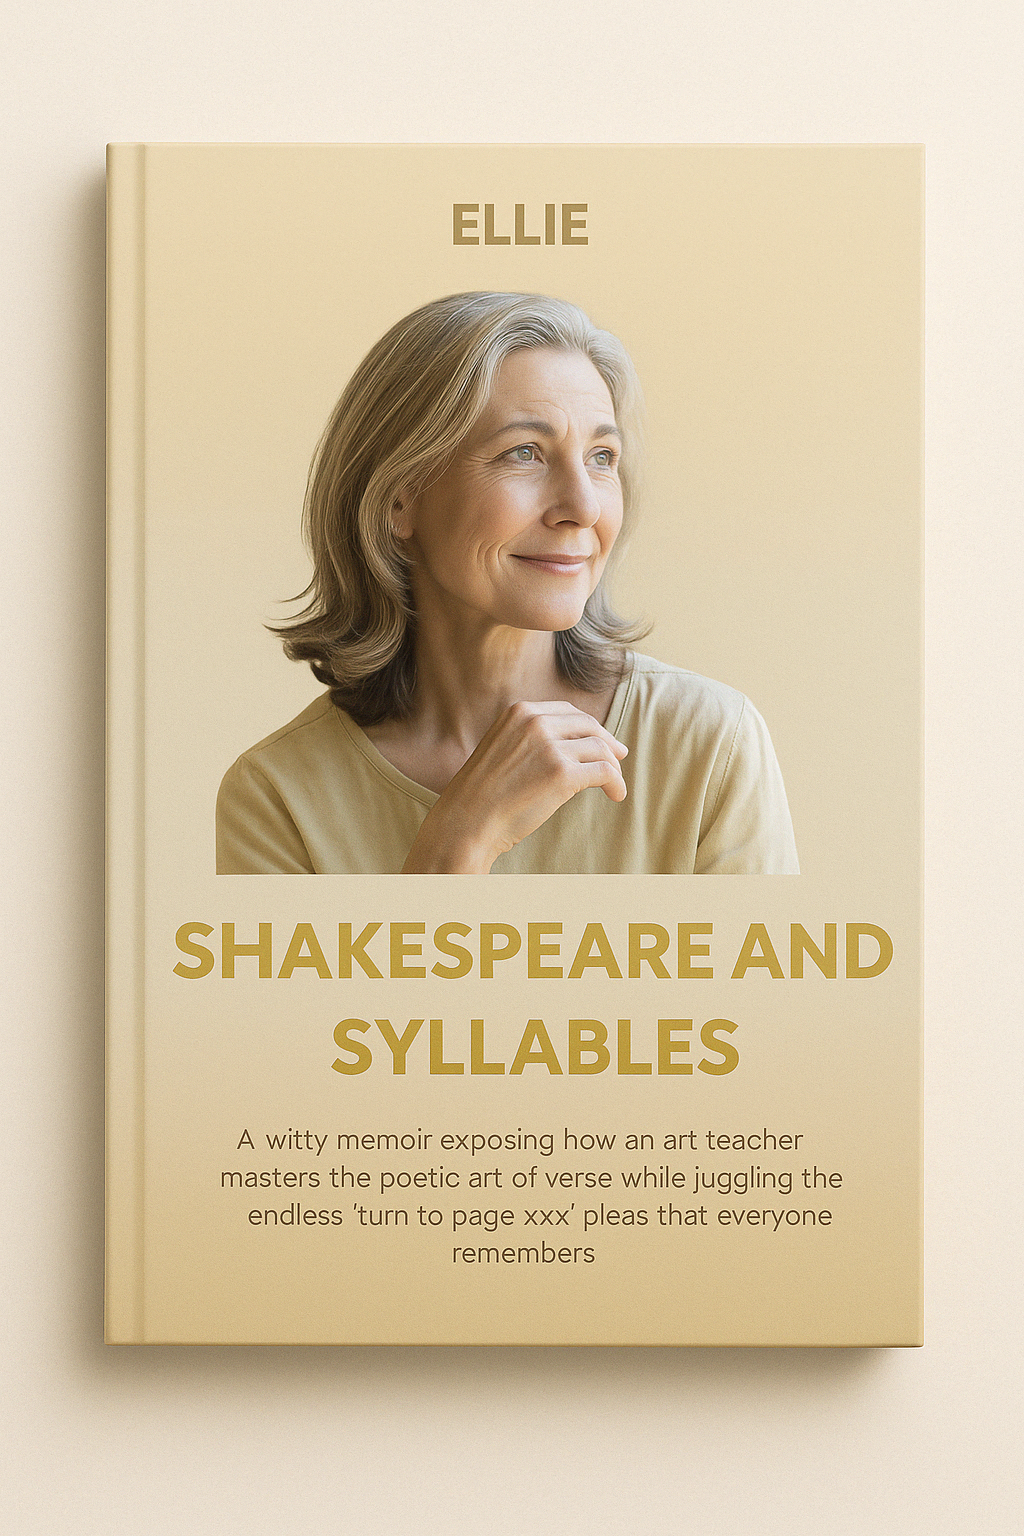 ELLIE
SHAKESPEARE AND
SYLLABLES
A witty memoir exposing how an art teacher
masters the poetic art of verse while juggling the
endless 'turn to page xxx' pleas that everyone
remembers